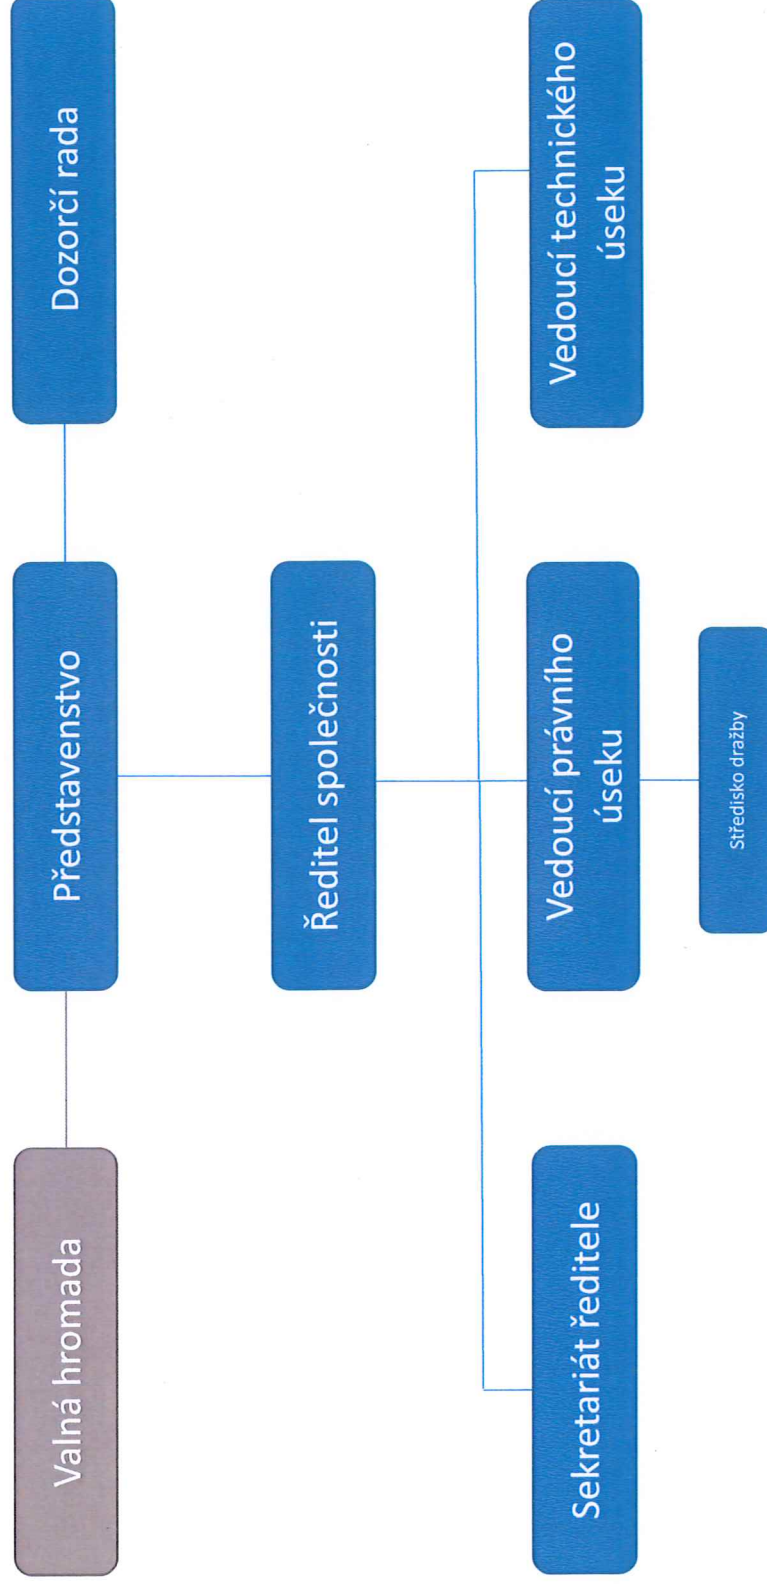 Valná hromada
Představenstvo
Dozorčí rada
Ředitel společnosti
Sekretariát ředitele
Vedoucí právního
úseku
Vedoucí technického
úseku
Středisko dražby